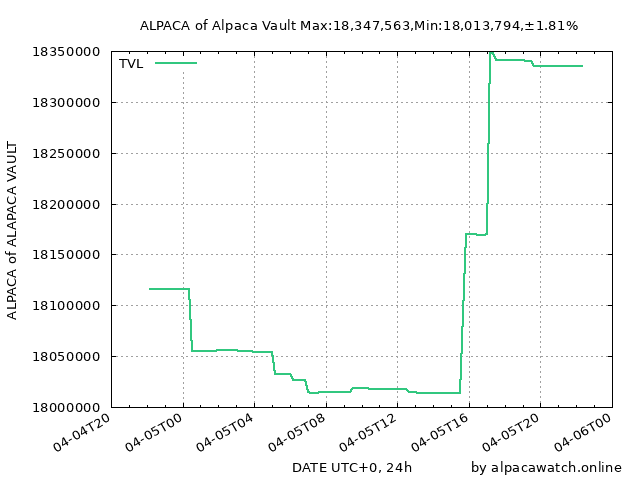 ALPACA of Alpaca Vault Max:18,347,563,Min:18,013,794,±1.81%
TVL
ALPACA of ALAPACA VAULT
18350000
18300000
18250000
18200000
18150000
18100000
18050000
18000000
04-04T20
04-05T00
04-05T04
04-05T08
04-05T12
04-05T16
04-05T20
04-06T00
DATE UTC+0, 24h
by alpacawatch.online